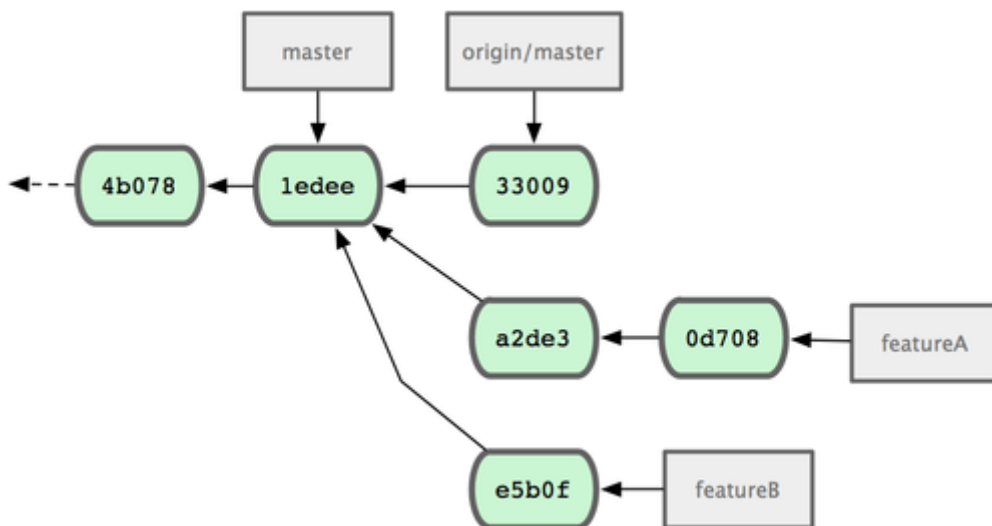 master
origin/master
4b078
1edee
33009
a2de3
0d708
featureA
e5b0f
featureB